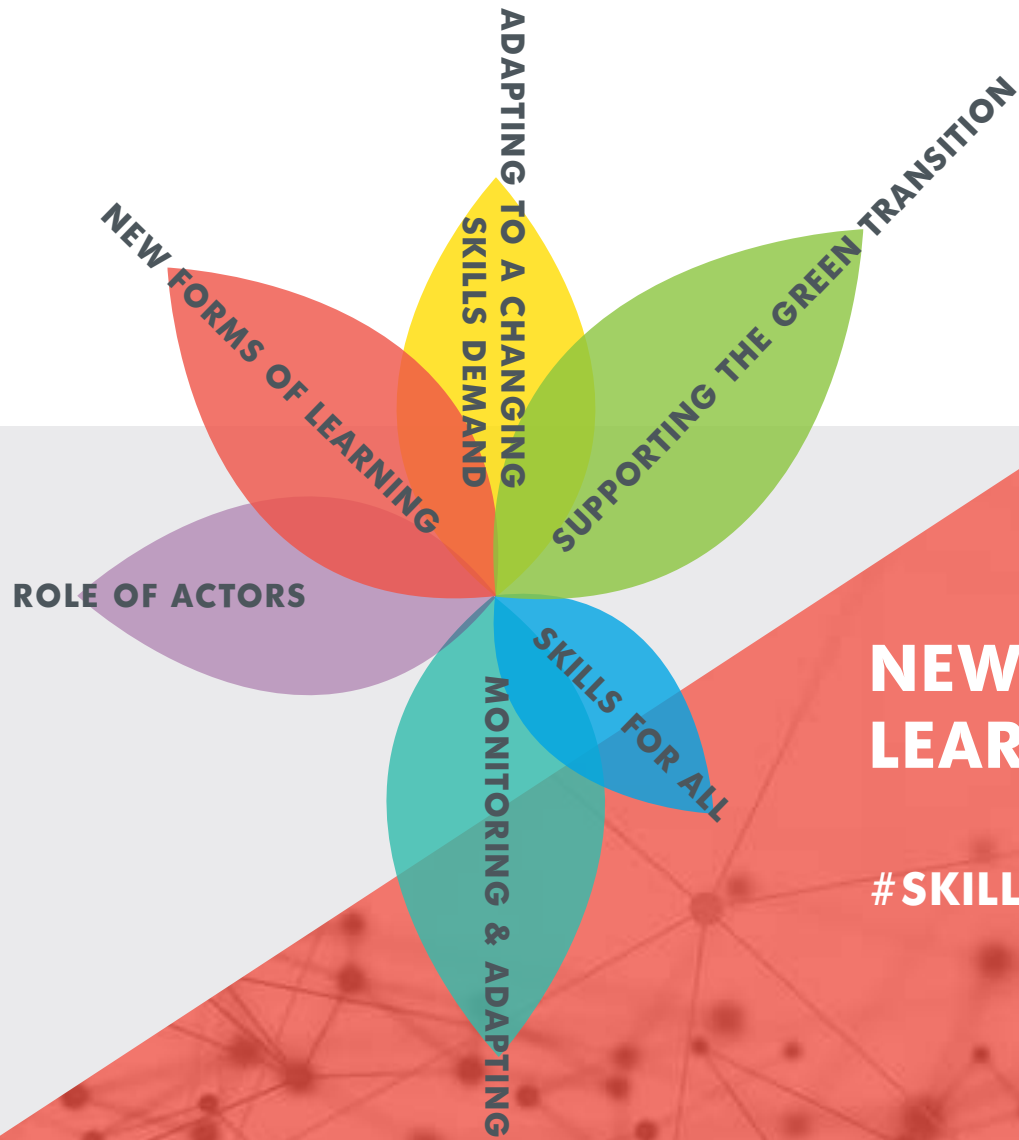 ADAPTING TO A CHANGING
SKILLS DEMAND
SUPPORTING THE GREEN TRANSITION
NEW FORMS OF LEARNING
ROLE OF ACTORS
SKILLS FOR ALL
MONITORING & ADAPTING
NEW
LEAR
#SKILL